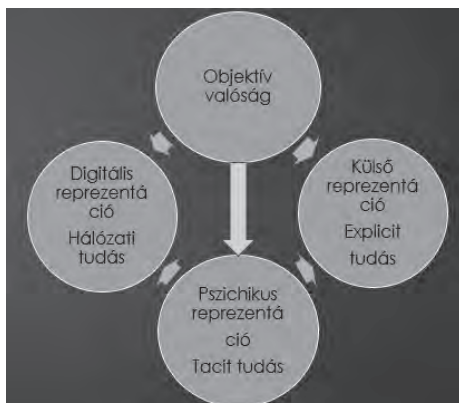 Objektív
valóság
Digitális
reprezentá
ció
Hálózati
tudás
Külső
reprezentá
ció
Explicit
tudás
Pszichikus
reprezentá
ció
Tacit tudás